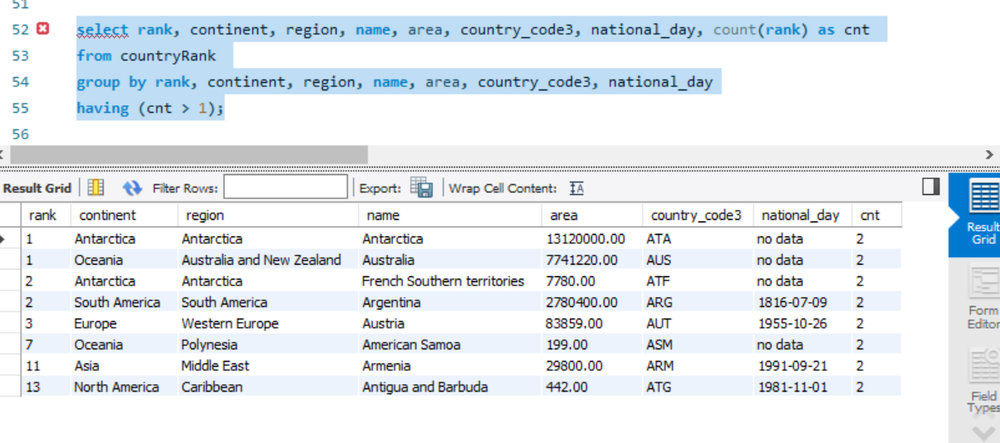 51
52 select rank, continent, region, name, area, country_code3, national_day, count(rank) as cnt
53 from countryRank
54 group by rank, continent, region, name, area, country_code3, national_day
55 having (cnt > 1);
56
Result Grid Filter Rows: Export: Wrap Cell Content: IA
rank continent region name area country_code3 national_day cnt
1 Antarctica Antarctica Antarctica 13120000.00 ATA no data 2
1 Oceania Australia and New Zealand Australia 7741220.00 AUS no data 2
2 Antarctica Antarctica French Southern territories 7780.00 ATF no data 2
2 South America South America Argentina 2780400.00 ARG 1816-07-09 2
3 Europe Western Europe Austria 83859.00 AUT 1955-10-26 2
7 Oceania Polynesia American Samoa 199.00 ASM no data 2
11 Asia Middle East Armenia 29800.00 ARM 1991-09-21 2
13 North America Caribbean Antigua and Barbuda 442.00 ATG 1981-11-01 2
Result
Grid
Form
Editor
Field
Types